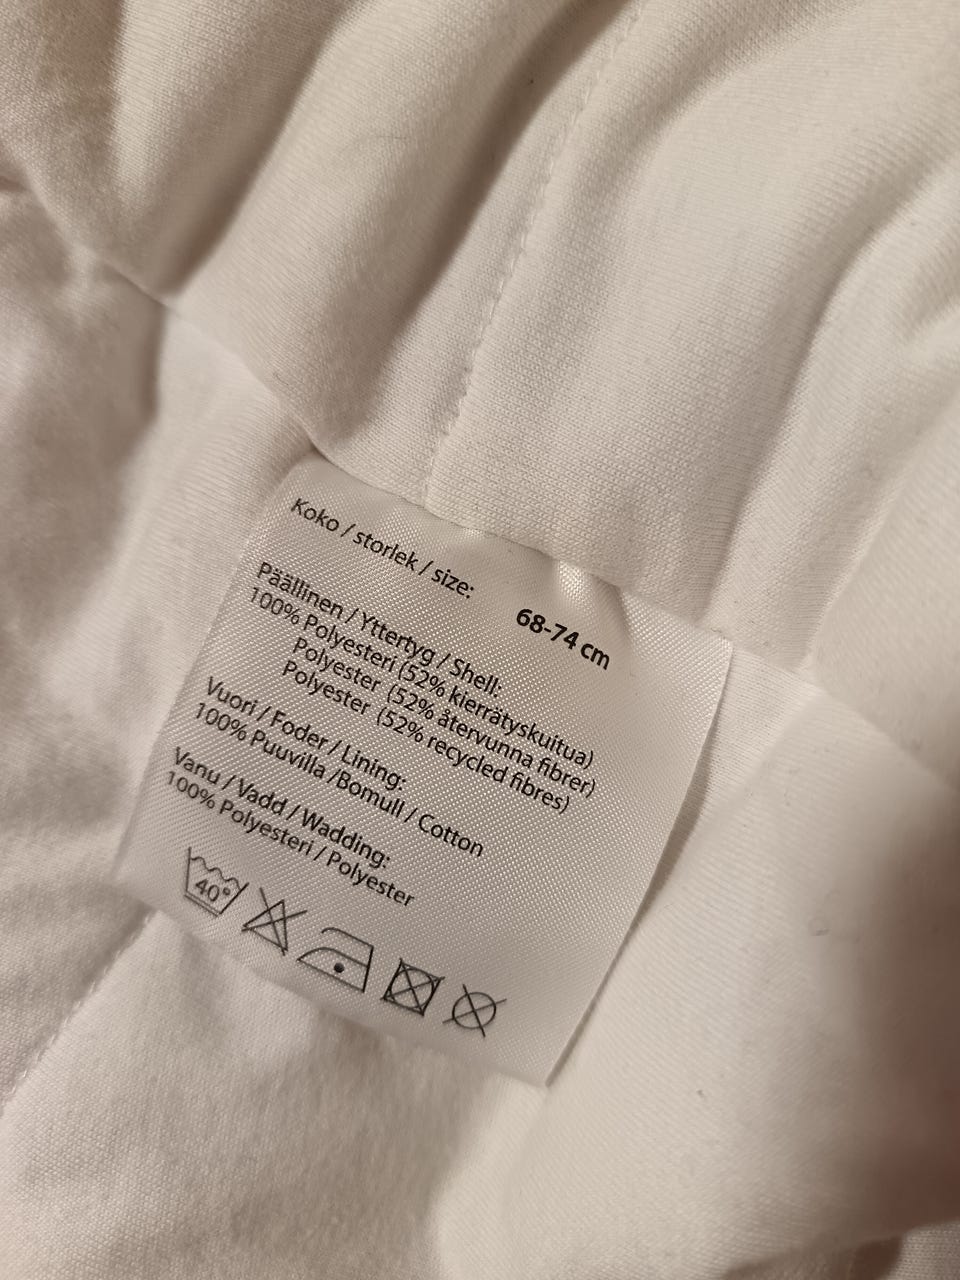 Koko / storlek / size:
68-74 cm
Päällinen / Yttertyg / Shell:
100% Polyesteri (52% kierrätyskuitua)
Polyester (52% återvunna fibrer)
Polyester (52% recycled fibres)
Vuori / Foder / Lining:
100% Puuvilla /Bomull / Cotton
Vanu / Vadd / Wadding:
100% Polyesteri / Polyester
40°